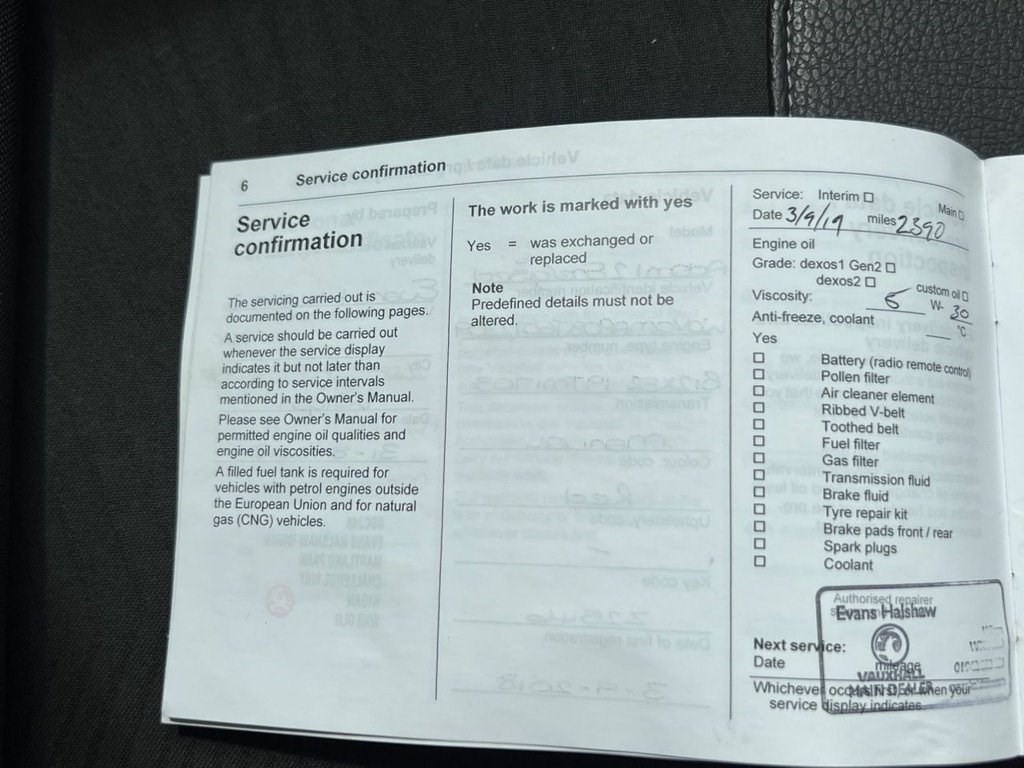 6 Service confirmation
Service
confirmation
The servicing carried out is
documented on the following pages.
A service should be carried out
whenever the service display
indicates it but not later than
according to service intervals
mentioned in the Owner's Manual.
Please see Owner's Manual for
permitted engine oil qualities and
engine oil viscosities.
A filled fuel tank is required for
vehicles with petrol engines outside
the European Union and for natural
gas (CNG) vehicles.
The work is marked with yes
Yes = was exchanged or
replaced
Note
Predefined details must not be
altered.
Service: Interim ☐ Main ☐
Date 3/9/19 miles 2390
Engine oil
Grade: dexos1 Gen2 ☐
dexos2 ☐ custom oil ☐
Viscosity: W- 30
Anti-freeze, coolant °C
Yes
☐ Battery (radio remote control)
☐ Pollen filter
☐ Air cleaner element
☐ Ribbed V-belt
☐ Toothed belt
☐ Fuel filter
☐ Gas filter
☐ Transmission fluid
☐ Brake fluid
☐ Tyre repair kit
☐ Brake pads front / rear
☐ Spark plugs
☐ Coolant
Authorised repairer
Evans Halshaw
Next service:
Date mileage
VAUXHALL
MAIN DEALER
Whichever occurs first, or when your
service display indicates.